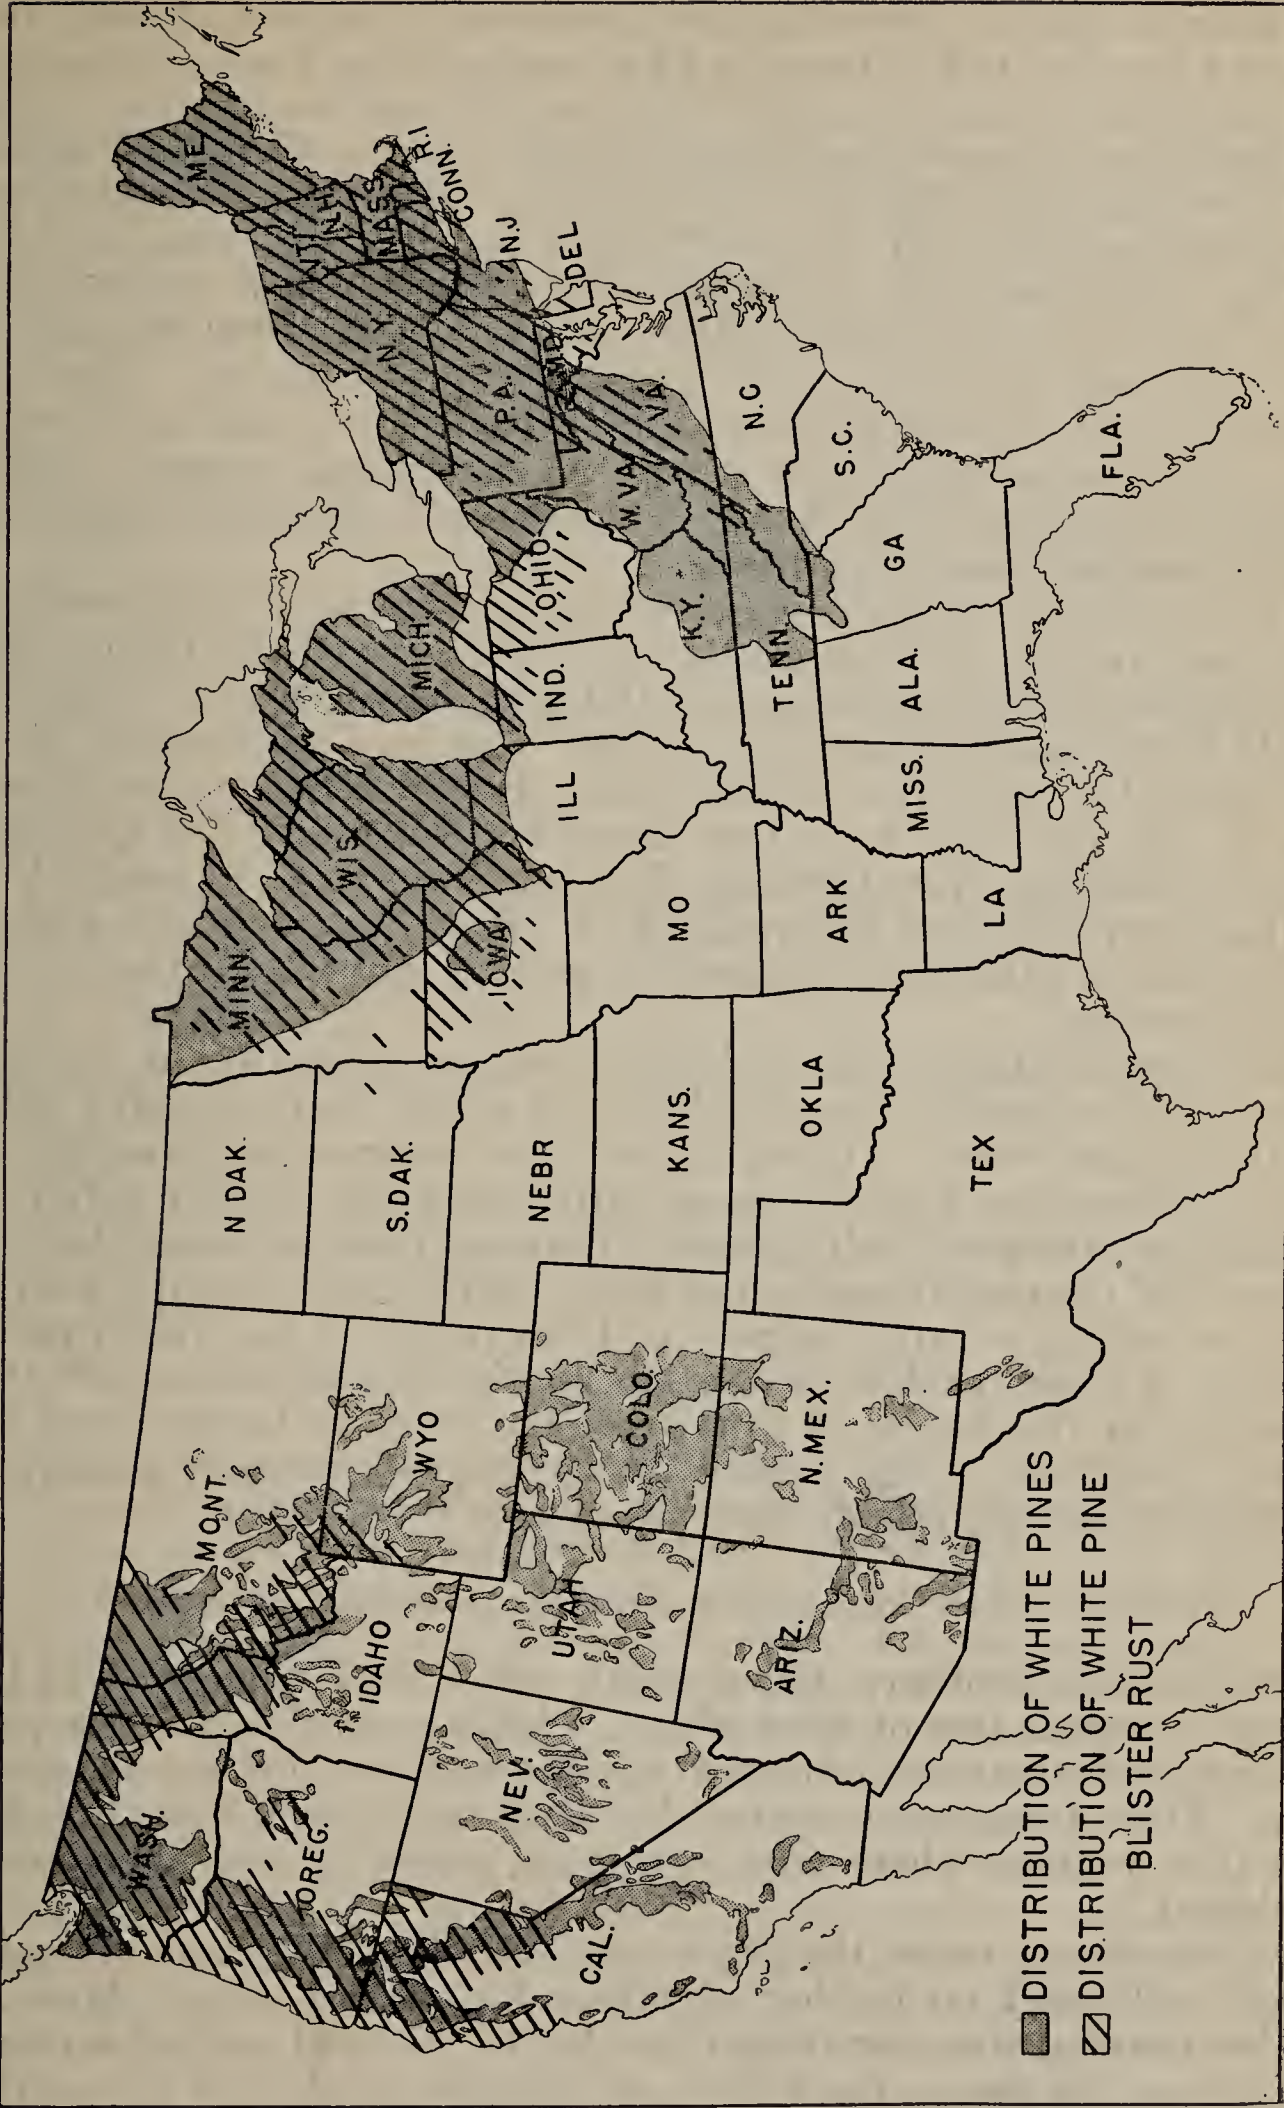 WASH.
MONT.
N DAK.
MINN.
WIS.
MICH.
N.Y.
VT.
N.H.
ME
MASS.
R.I
CONN.
N.J
DEL
MD.
PA.
OHIO
IND.
ILL
IOWA
S.DAK.
WYO
IDAHO
OREG.
NEV.
UTAH
COLO.
NEBR
KANS.
MO
K.Y.
W.VA
VA.
N.C
TENN.
ARK
OKLA
N.MEX.
ARIZ.
CAL.
TEX
LA
MISS.
ALA.
GA
S.C.
FLA.
DISTRIBUTION OF WHITE PINES
DISTRIBUTION OF WHITE PINE
BLISTER RUST